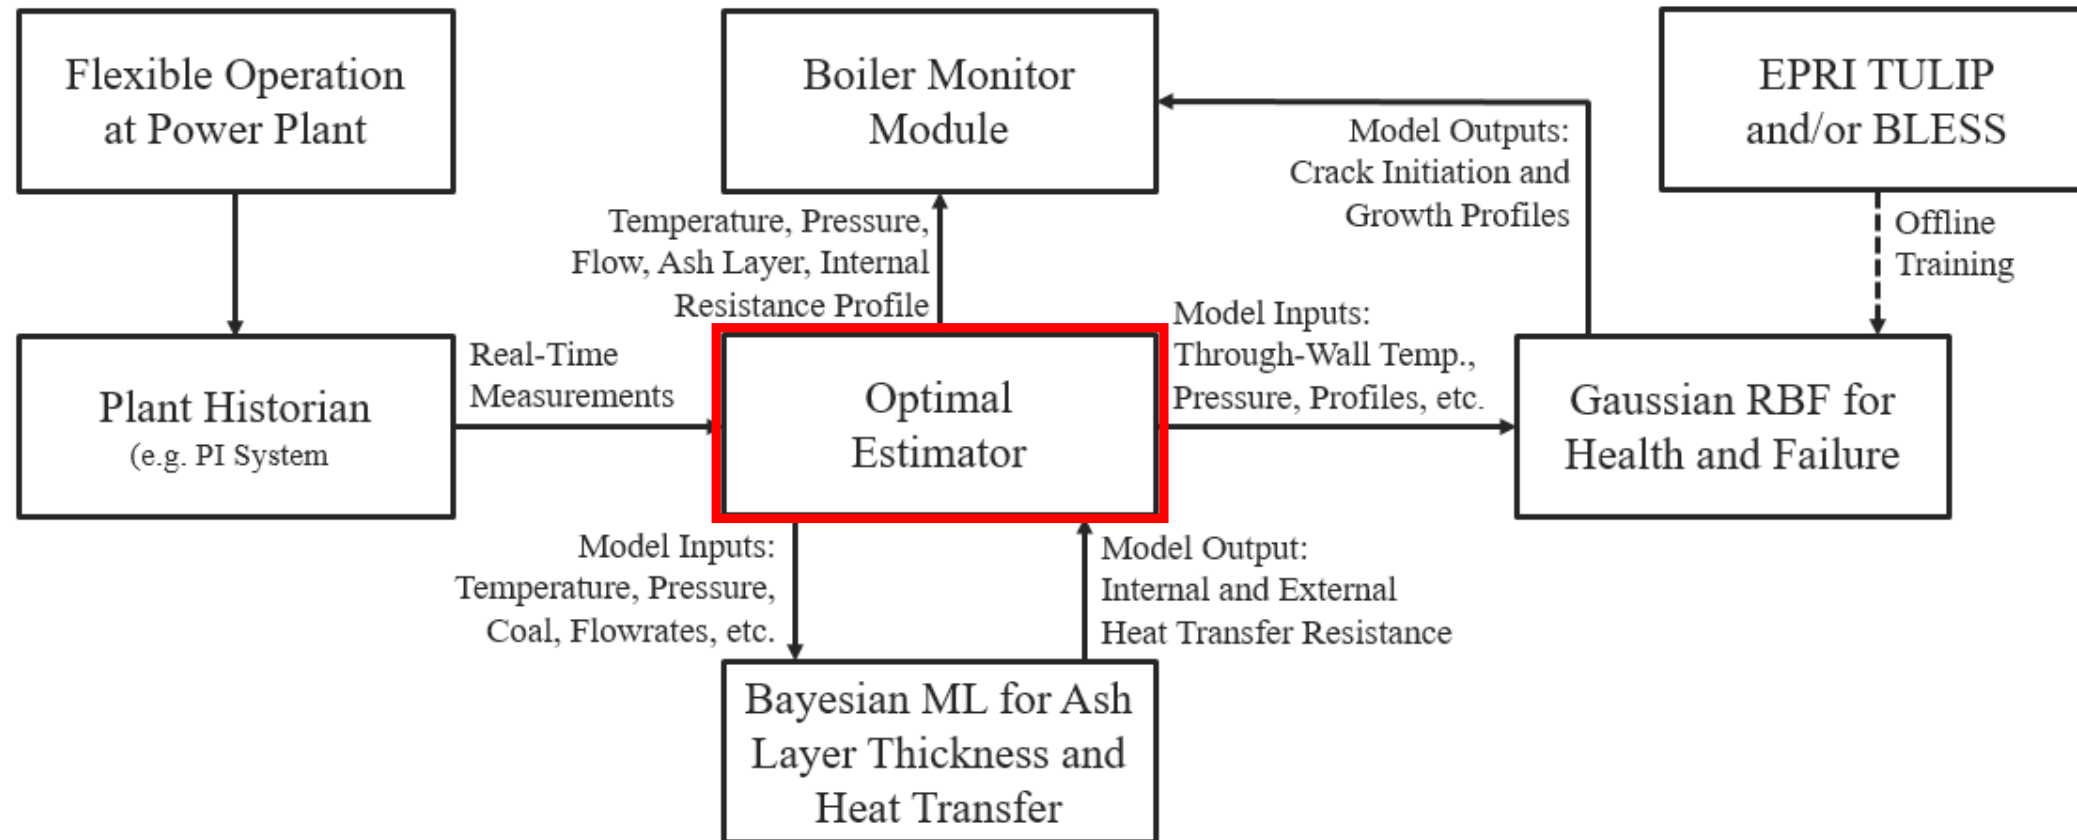 Flexible Operation
at Power Plant
Boiler Monitor
Module
EPRI TULIP
and/or BLESS
Model Outputs:
Crack Initiation and
Growth Profiles
Offline
Training
Temperature, Pressure,
Flow, Ash Layer, Internal
Resistance Profile
Plant Historian
(e.g. PI System
Real-Time
Measurements
Optimal
Estimator
Model Inputs:
Through-Wall Temp.,
Pressure, Profiles, etc.
Gaussian RBF for
Health and Failure
Model Inputs:
Temperature, Pressure,
Coal, Flowrates, etc.
Model Output:
Internal and External
Heat Transfer Resistance
Bayesian ML for Ash
Layer Thickness and
Heat Transfer